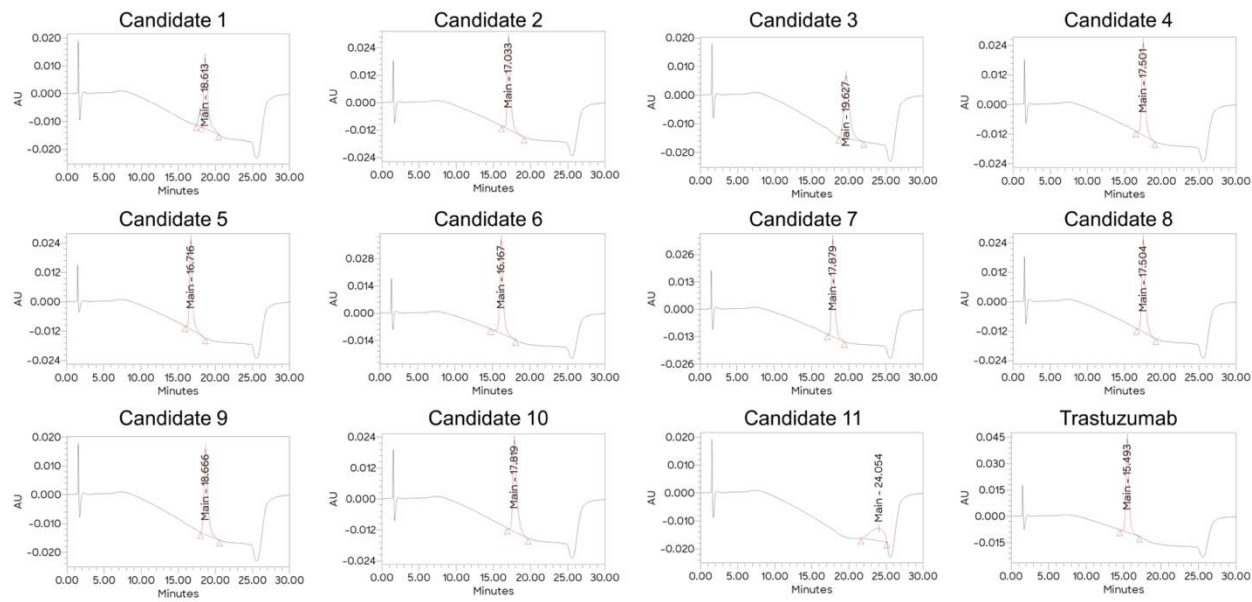 Candidate 1
Candidate 2
Candidate 3
Candidate 4
0.020
0.010
0.000
-0.010
-0.020
AU
Main - 18.613
0.00 5.00 10.00 15.00 20.00 25.00 30.00
Minutes
0.024
0.012
0.000
-0.012
-0.024
AU
Main - 17.033
0.00 5.00 10.00 15.00 20.00 25.00 30.00
Minutes
0.020
0.010
0.000
-0.010
-0.020
AU
Main - 19.627
0.00 5.00 10.00 15.00 20.00 25.00 30.00
Minutes
0.024
0.012
0.000
-0.012
-0.024
AU
Main - 17.501
0.00 5.00 10.00 15.00 20.00 25.00 30.00
Minutes
Candidate 5
Candidate 6
Candidate 7
Candidate 8
0.024
0.012
0.000
-0.012
-0.024
AU
Main - 16.716
0.00 5.00 10.00 15.00 20.00 25.00 30.00
Minutes
0.028
0.014
0.000
-0.014
AU
Main - 16.167
0.00 5.00 10.00 15.00 20.00 25.00 30.00
Minutes
0.026
0.013
0.000
-0.013
-0.026
AU
Main - 17.879
0.00 5.00 10.00 15.00 20.00 25.00 30.00
Minutes
0.024
0.012
0.000
-0.012
-0.024
AU
Main - 17.504
0.00 5.00 10.00 15.00 20.00 25.00 30.00
Minutes
Candidate 9
Candidate 10
Candidate 11
Trastuzumab
0.020
0.010
0.000
-0.010
-0.020
AU
Main - 18.666
0.00 5.00 10.00 15.00 20.00 25.00 30.00
Minutes
0.024
0.012
0.000
-0.012
-0.024
AU
Main - 17.819
0.00 5.00 10.00 15.00 20.00 25.00 30.00
Minutes
0.020
0.010
0.000
-0.010
-0.020
AU
Main - 24.054
0.00 5.00 10.00 15.00 20.00 25.00 30.00
Minutes
0.045
0.030
0.015
0.000
-0.015
AU
Main - 15.493
0.00 5.00 10.00 15.00 20.00 25.00 30.00
Minutes